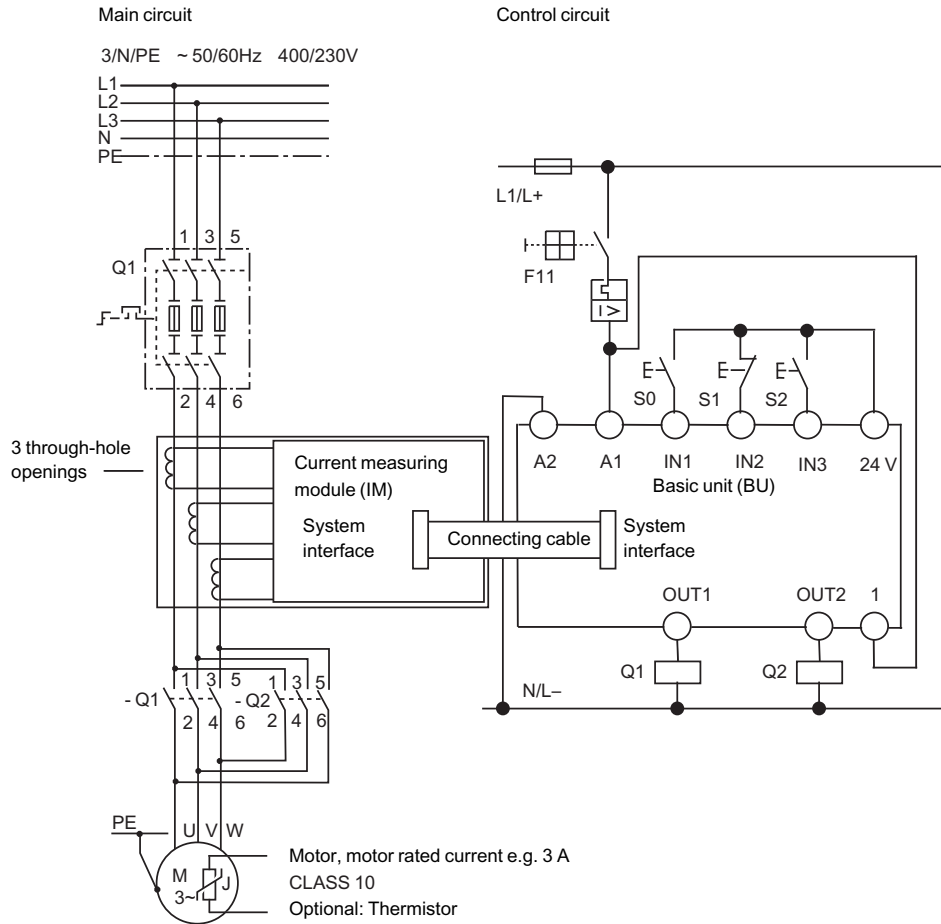 Main circuit
Control circuit
3/N/PE ~ 50/60Hz 400/230V
L1
L2
L3
N
PE
L1/L+
1 3 5
Q1
F11
I >
2 4 6
S0 S1 S2
3 through-hole
openings
Current measuring
module (IM)
A2 A1 IN1 IN2 IN3 24 V
Basic unit (BU)
System
interface
Connecting cable
System
interface
OUT1 OUT2 1
Q1 Q2
N/L–
1 3 5 1 3 5
- Q1 - Q2
2 4 6 2 4 6
PE
U V W
M
3~
J
Motor, motor rated current e.g. 3 A
CLASS 10
Optional: Thermistor